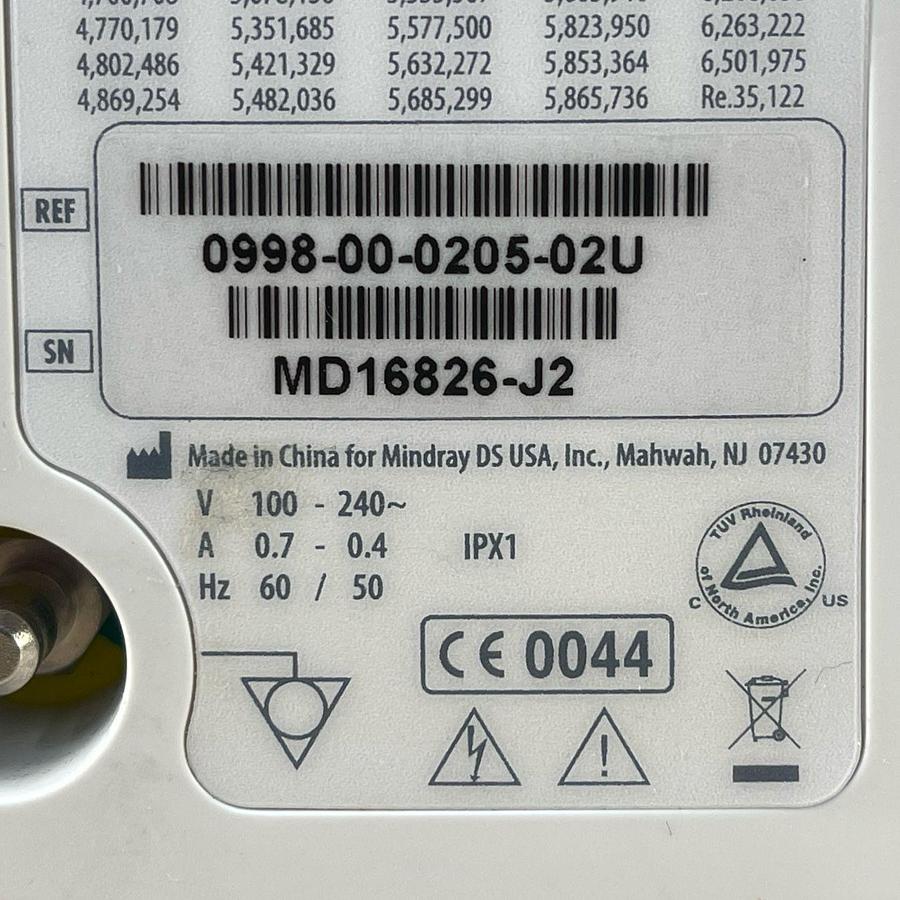 4,770,179 5,351,685 5,577,500 5,823,950 6,263,222
4,802,486 5,421,329 5,632,272 5,853,364 6,501,975
4,869,254 5,482,036 5,685,299 5,865,736 Re.35,122
REF
0998-00-0205-02U
SN
MD16826-J2
Made in China for Mindray DS USA, Inc., Mahwah, NJ 07430
V 100 - 240~
A 0.7 - 0.4 IPX1
Hz 60 / 50
TUV Rheinland
of North America, Inc.
C US
CE 0044